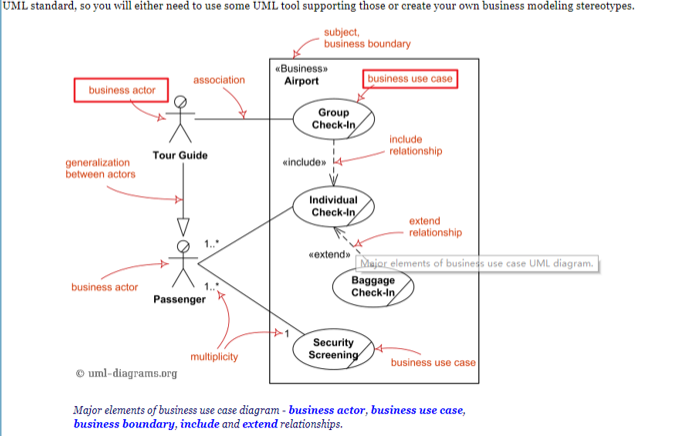 UML standard, so you will either need to use some UML tool supporting those or create your own business modeling stereotypes.
subject,
business boundary
«Business»
Airport
association
business actor
business use case
Group
Check-In
include
relationship
Tour Guide
«include»
generalization
between actors
Individual
Check-In
extend
relationship
1..*
«extend»
Major elements of business use case UML diagram.
business actor
1..*
Passenger
Baggage
Check-In
1
Security
Screening
multiplicity
business use case
© uml-diagrams.org
Major elements of business use case diagram - business actor, business use case,
business boundary, include and extend relationships.